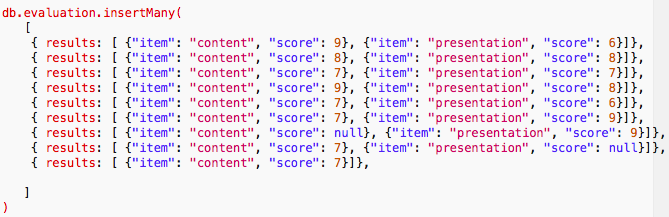 db.evaluation.insertMany(
[
{ results: [ {"item": "content", "score": 9}, {"item": "presentation", "score": 6}]},
{ results: [ {"item": "content", "score": 8}, {"item": "presentation", "score": 8}]},
{ results: [ {"item": "content", "score": 7}, {"item": "presentation", "score": 7}]},
{ results: [ {"item": "content", "score": 9}, {"item": "presentation", "score": 8}]},
{ results: [ {"item": "content", "score": 7}, {"item": "presentation", "score": 6}]},
{ results: [ {"item": "content", "score": 7}, {"item": "presentation", "score": 9}]},
{ results: [ {"item": "content", "score": null}, {"item": "presentation", "score": 9}]},
{ results: [ {"item": "content", "score": 7}, {"item": "presentation", "score": null}]},
{ results: [ {"item": "content", "score": 7}]},
]
)